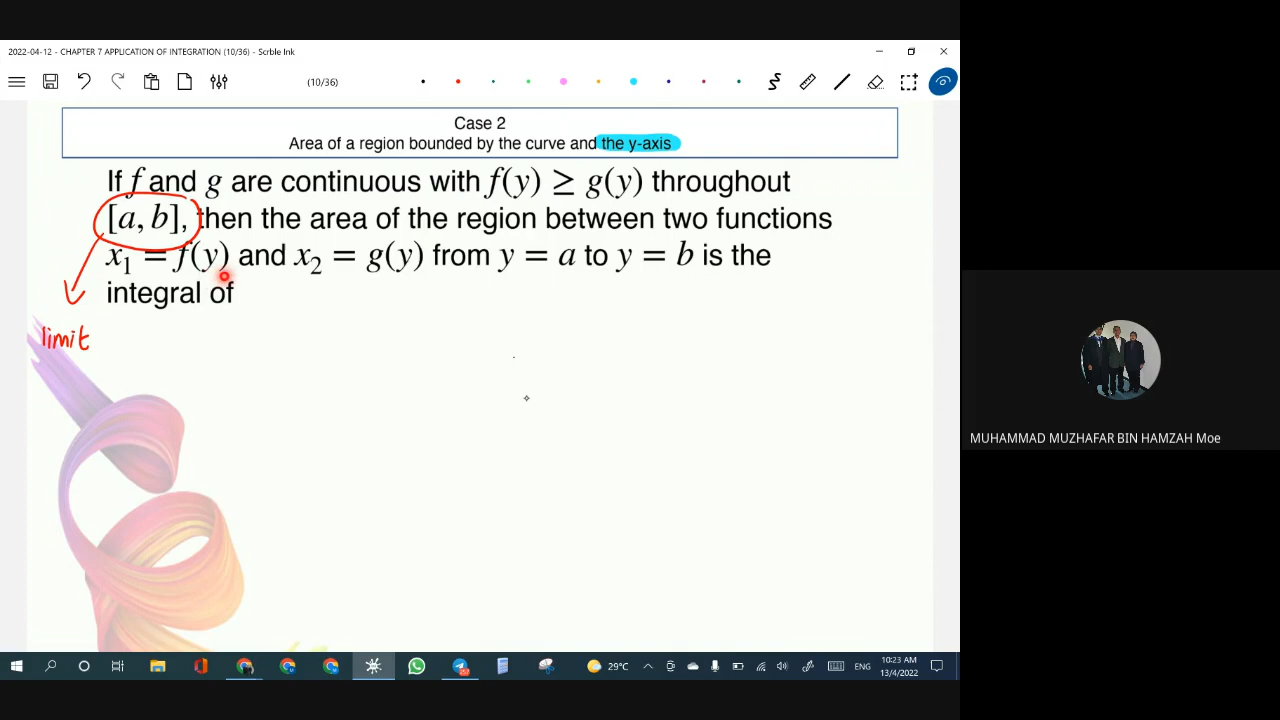 2022-04-12 - CHAPTER 7 APPLICATION OF INTEGRATION (10/36) - Scrble Ink
(10/36)
Case 2
Area of a region bounded by the curve and the y-axis
If f and g are continuous with f(y) ≥ g(y) throughout
[a, b], then the area of the region between two functions
x₁ = f(y) and x₂ = g(y) from y = a to y = b is the
integral of
limit
MUHAMMAD MUZHAFAR BIN HAMZAH Moe
29°C
ENG
10:23 AM
13/4/2022